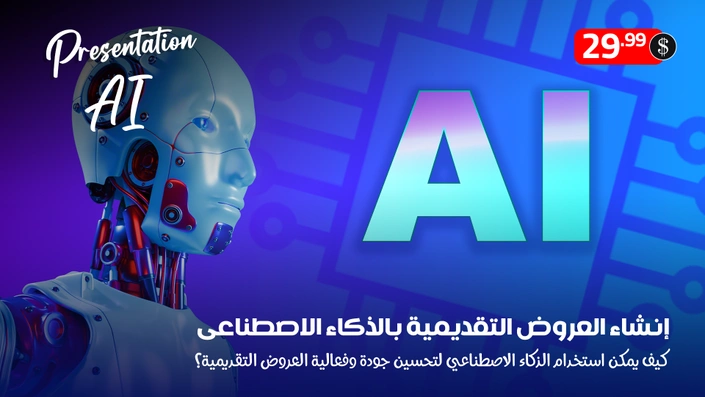 Presentation
AI
29.99 $
AI
إنشاء العروض التقديمية بالذكاء الاصطناعى
كيف يمكن استخدام الذكاء الاصطناعي لتحسين جودة وفعالية العروض التقديمية؟